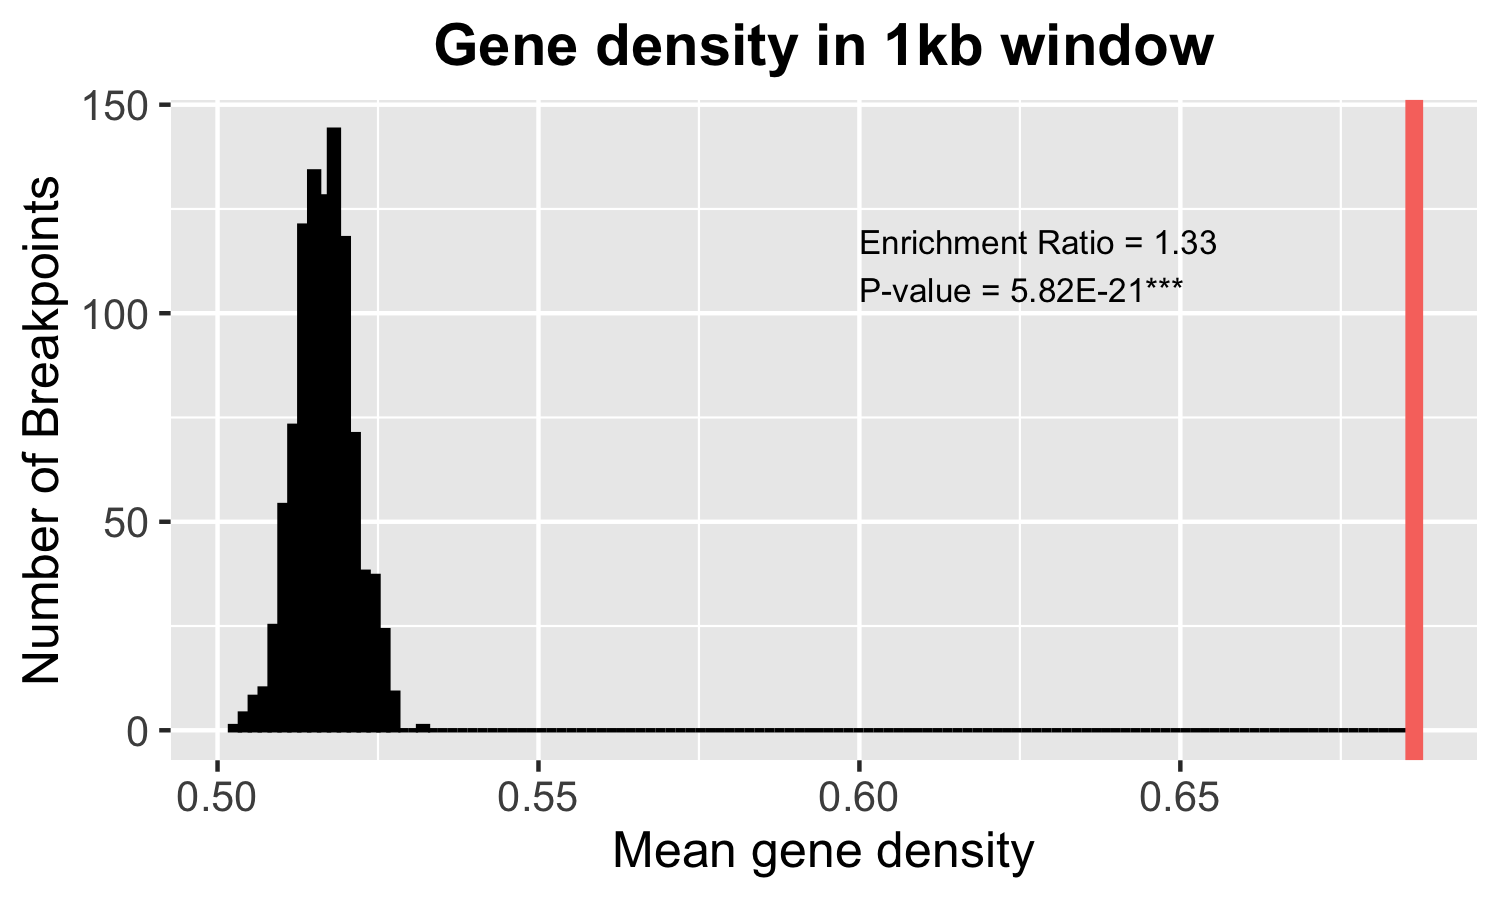 Gene density in 1kb window
Number of Breakpoints
150
100
50
0
Enrichment Ratio = 1.33
P-value = 5.82E-21***
0.50 0.55 0.60 0.65
Mean gene density